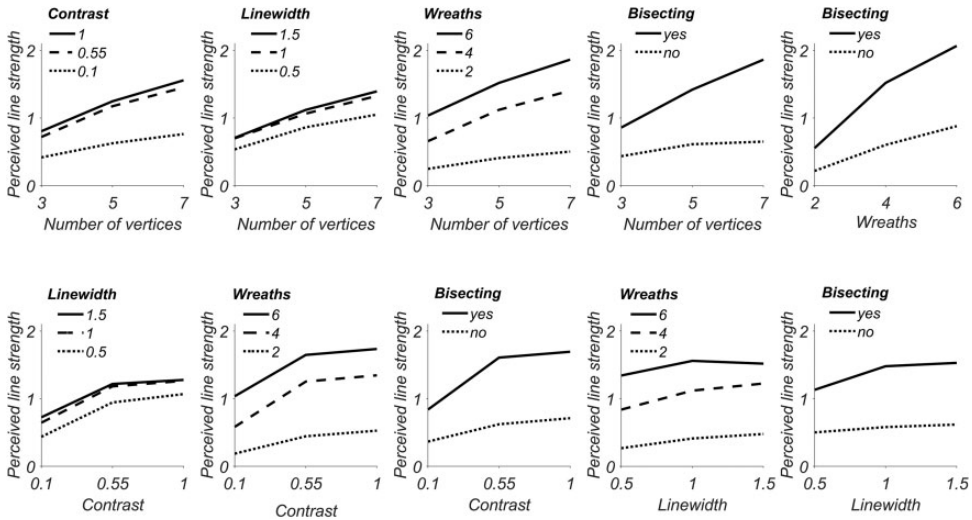 Contrast
1
0.55
0.1
Perceived line strength
2
1
0
3 5 7
Number of vertices
Linewidth
1.5
1
0.5
Perceived line strength
2
1
0
3 5 7
Number of vertices
Wreaths
6
4
2
Perceived line strength
2
1
0
3 5 7
Number of vertices
Bisecting
yes
no
Perceived line strength
2
1
0
3 5 7
Number of vertices
Bisecting
yes
no
Perceived line strength
2
1
0
2 4 6
Wreaths
Linewidth
1.5
1
0.5
Perceived line strength
2
1
0
0.1 0.55 1
Contrast
Wreaths
6
4
2
Perceived line strength
2
1
0
0.1 0.55 1
Contrast
Bisecting
yes
no
Perceived line strength
2
1
0
0.1 0.55 1
Contrast
Wreaths
6
4
2
Perceived line strength
2
1
0
0.5 1 1.5
Linewidth
Bisecting
yes
no
Perceived line strength
2
1
0
0.5 1 1.5
Linewidth